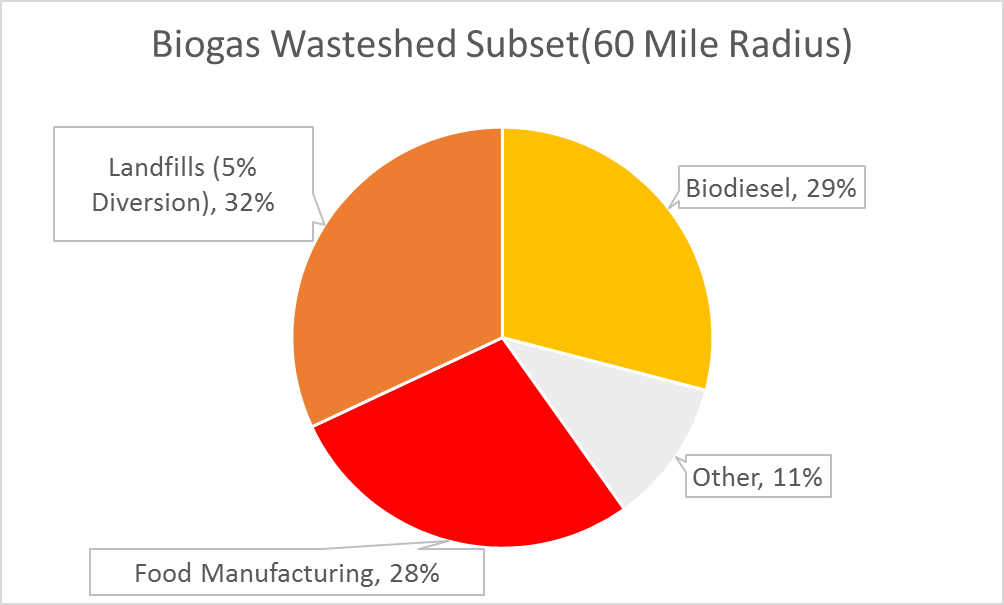 Biogas Wasteshed Subset(60 Mile Radius)
Landfills (5%
Diversion), 32%
Biodiesel, 29%
Other, 11%
Food Manufacturing, 28%